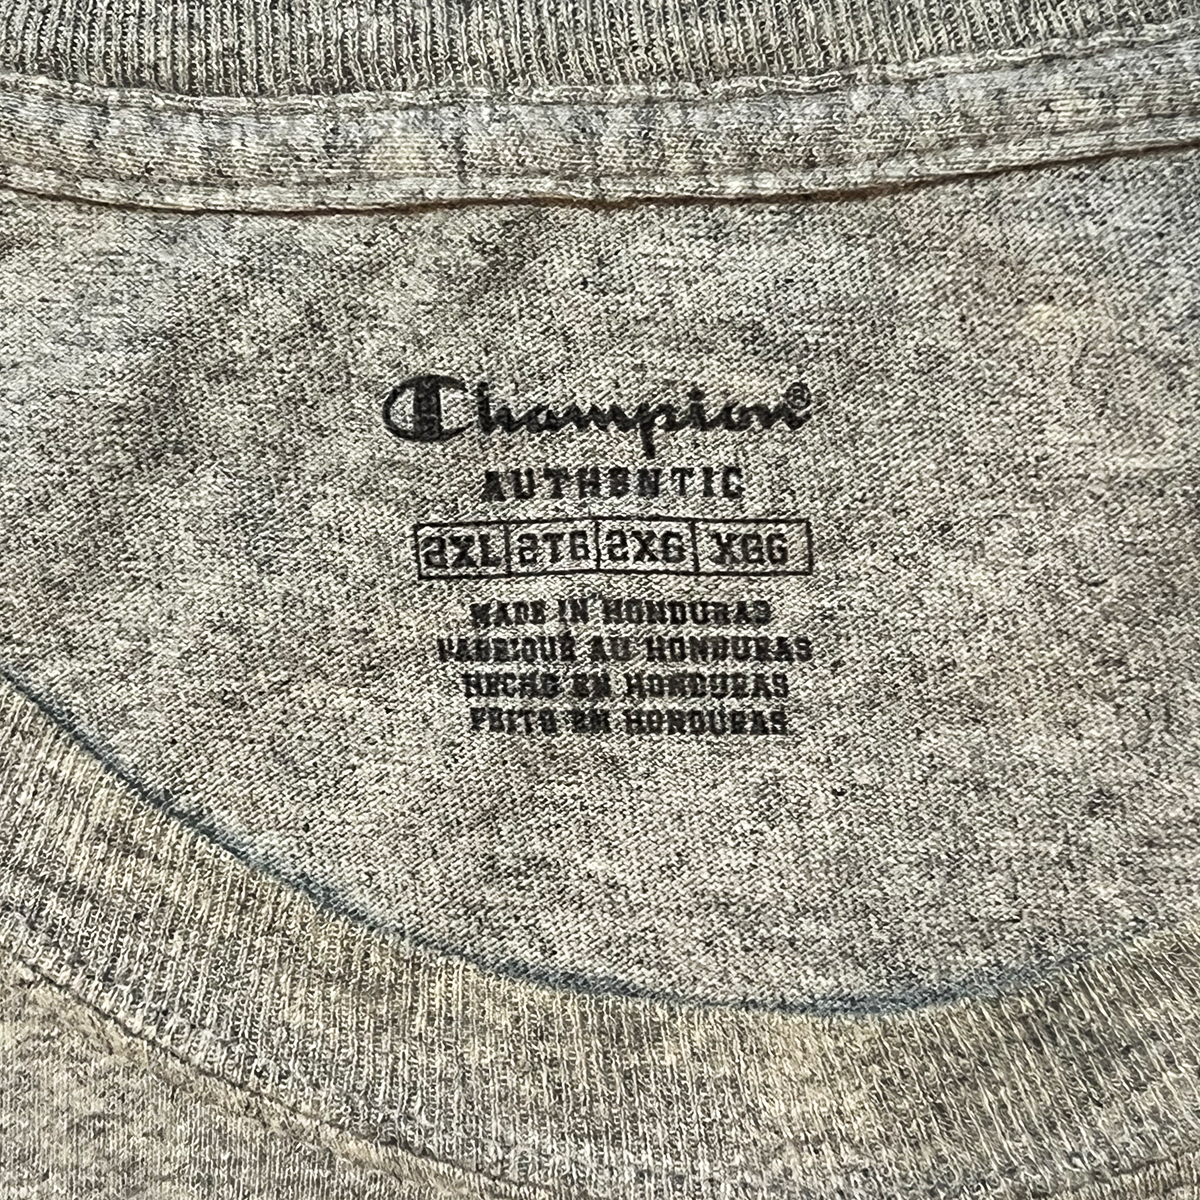 Champion®
AUTHENTIC
2XL 2TG 2XG XGG
MADE IN HONDURAS
FABRIQUÉ AU HONDURAS
HECHO EN HONDURAS
FEITO EM HONDURAS